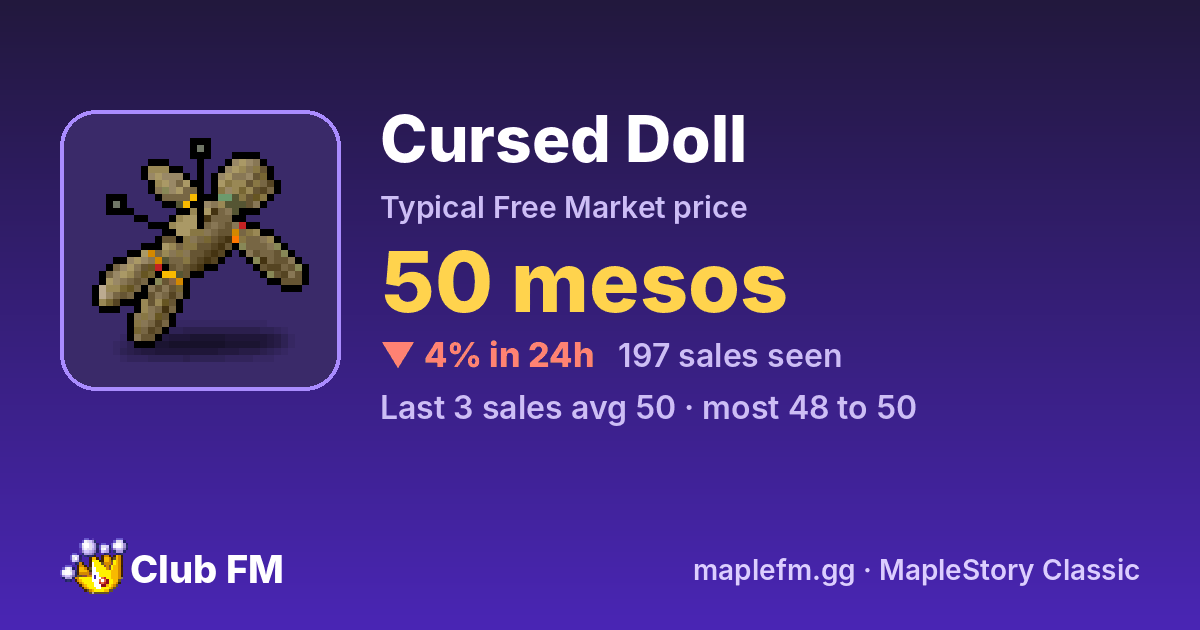 Cursed Doll
Typical Free Market price
50 mesos
▼ 4% in 24h 197 sales seen
Last 3 sales avg 50 · most 48 to 50
Club FM
maplefm.gg · MapleStory Classic